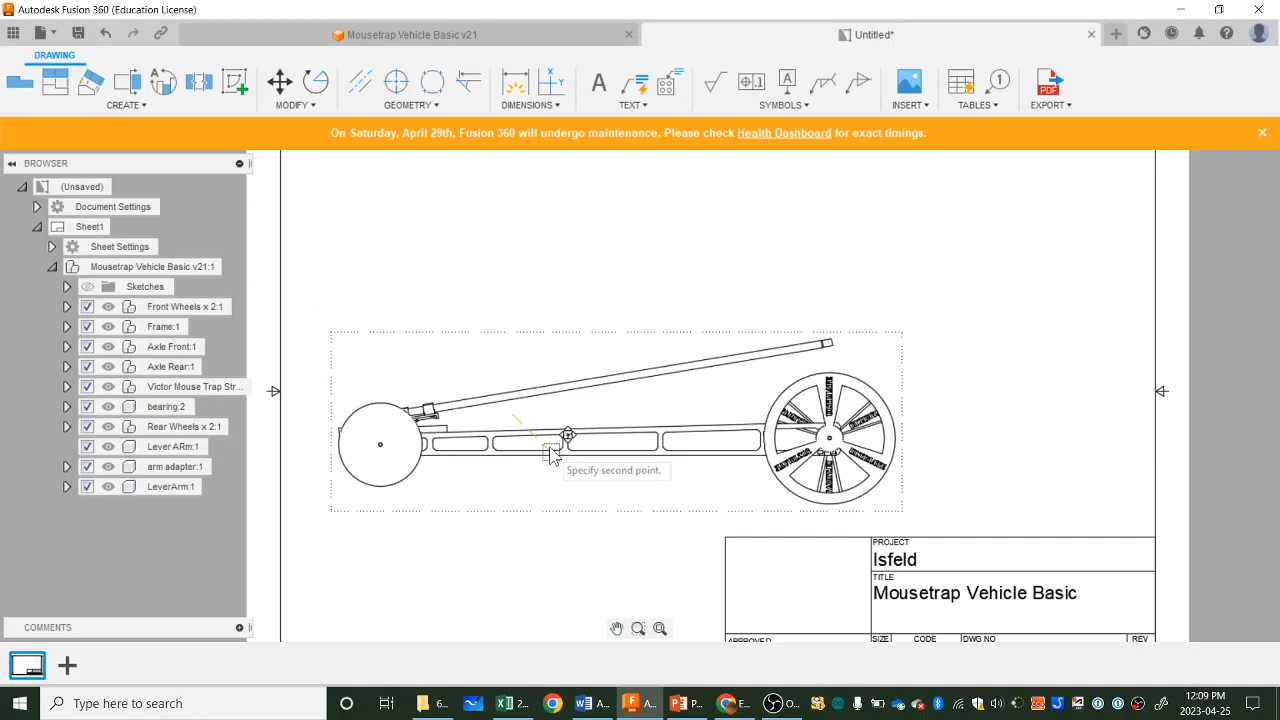 Autodesk Fusion 360 (Education License)
Mousetrap Vehicle Basic v21
Untitled*
DRAWING
CREATE
MODIFY
GEOMETRY
DIMENSIONS
TEXT
SYMBOLS
INSERT
TABLES
EXPORT
On Saturday, April 29th, Fusion 360 will undergo maintenance. Please check Health Dashboard for exact timings.
BROWSER
(Unsaved)
Document Settings
Sheet1
Sheet Settings
Mousetrap Vehicle Basic v21:1
Sketches
Front Wheels x 2:1
Frame:1
Axle Front:1
Axle Rear:1
Victor Mouse Trap Str...
bearing:2
Rear Wheels x 2:1
Lever ARm:1
arm adapter:1
LeverArm:1
Specify second point.
PROJECT
Isfeld
TITLE
Mousetrap Vehicle Basic
APPROVED
SIZE
CODE
DWG NO
REV
COMMENTS
Type here to search
6...
2...
A...
A...
P...
E...
O...
12:09 PM
2023-04-25